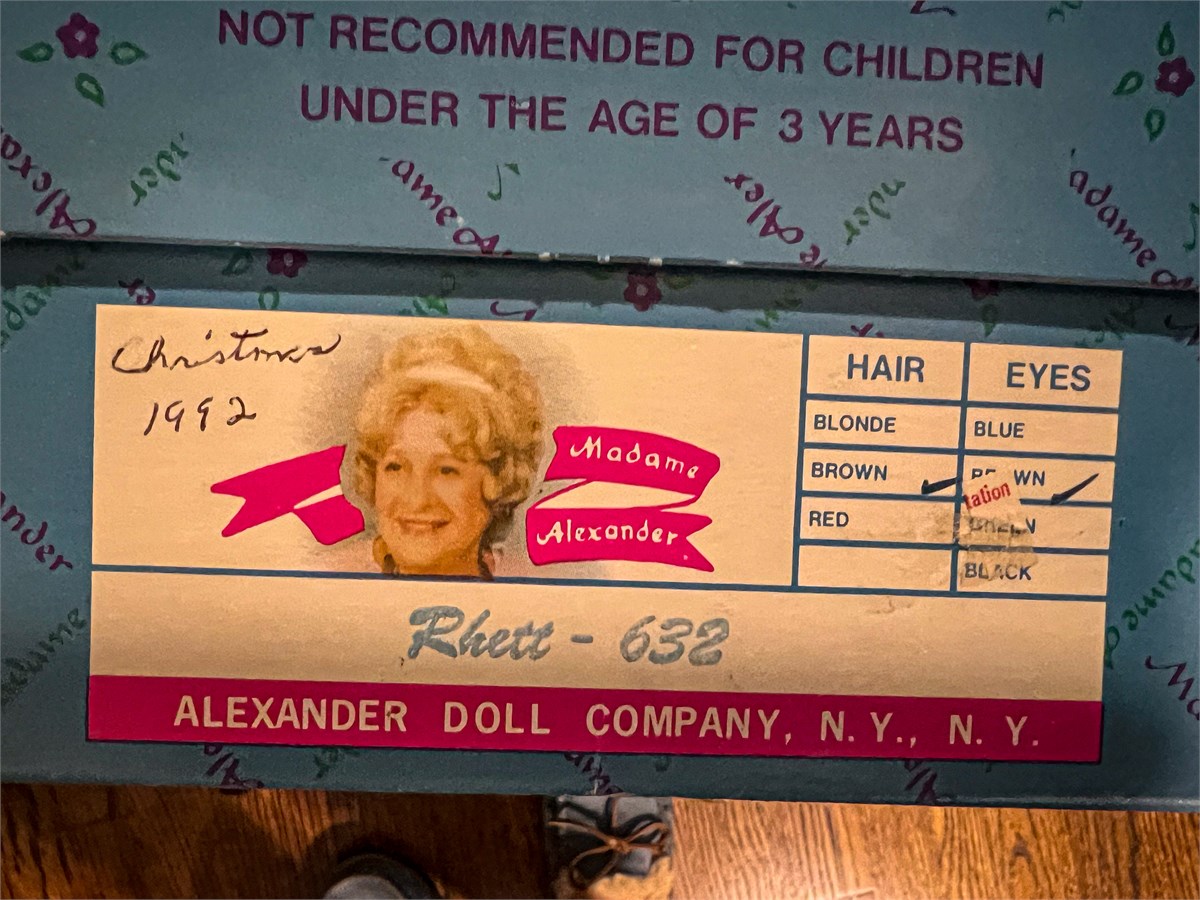 NOT RECOMMENDED FOR CHILDREN
UNDER THE AGE OF 3 YEARS
Christmas
1992
Madame
Alexander
HAIR EYES
BLONDE BLUE
BROWN
RED
tation
BLACK
Rhett - 632
ALEXANDER DOLL COMPANY, N. Y., N. Y.